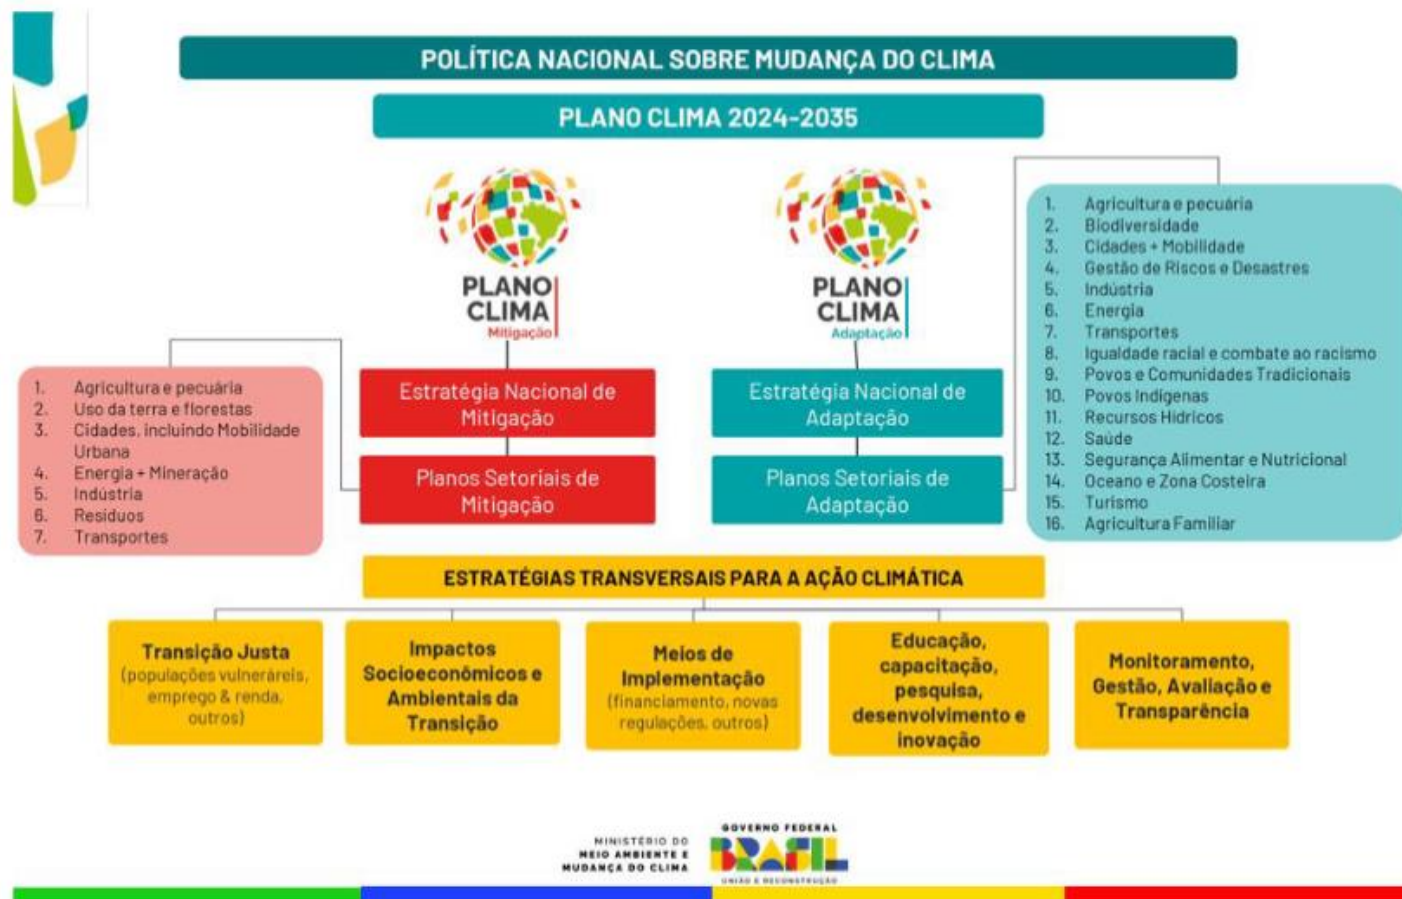 POLÍTICA NACIONAL SOBRE MUDANÇA DO CLIMA
PLANO CLIMA 2024-2035
PLANO
CLIMA
Mitigação
PLANO
CLIMA
Adaptação
1. Agricultura e pecuária
2. Uso da terra e florestas
3. Cidades, incluindo Mobilidade
Urbana
4. Energia + Mineração
5. Indústria
6. Resíduos
7. Transportes
Estratégia Nacional de
Mitigação
Planos Setoriais de
Mitigação
Estratégia Nacional de
Adaptação
Planos Setoriais de
Adaptação
1. Agricultura e pecuária
2. Biodiversidade
3. Cidades + Mobilidade
4. Gestão de Riscos e Desastres
5. Indústria
6. Energia
7. Transportes
8. Igualdade racial e combate ao racismo
9. Povos e Comunidades Tradicionais
10. Povos Indígenas
11. Recursos Hídricos
12. Saúde
13. Segurança Alimentar e Nutricional
14. Oceano e Zona Costeira
15. Turismo
16. Agricultura Familiar
ESTRATÉGIAS TRANSVERSAIS PARA A AÇÃO CLIMÁTICA
Transição Justa
(populações vulneráreis,
emprego & renda,
outros)
Impactos
Socioeconômicos e
Ambientais da
Transição
Meios de
Implementação
(financiamento, novas
regulações, outros)
Educação,
capacitação,
pesquisa,
desenvolvimento e
inovação
Monitoramento,
Gestão, Avaliação e
Transparência
MINISTÉRIO DO
MEIO AMBIENTE E
MUDANÇA DO CLIMA
GOVERNO FEDERAL
BRASIL
UNIÃO E RECONSTRUÇÃO